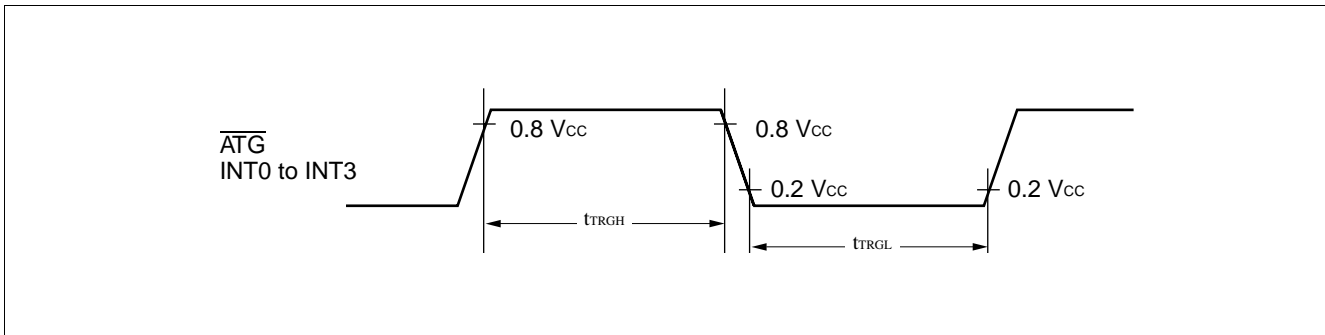 ATG
INT0 to INT3
0.8 VCC
0.8 VCC
0.2 VCC
0.2 VCC
tTRGH
tTRGL